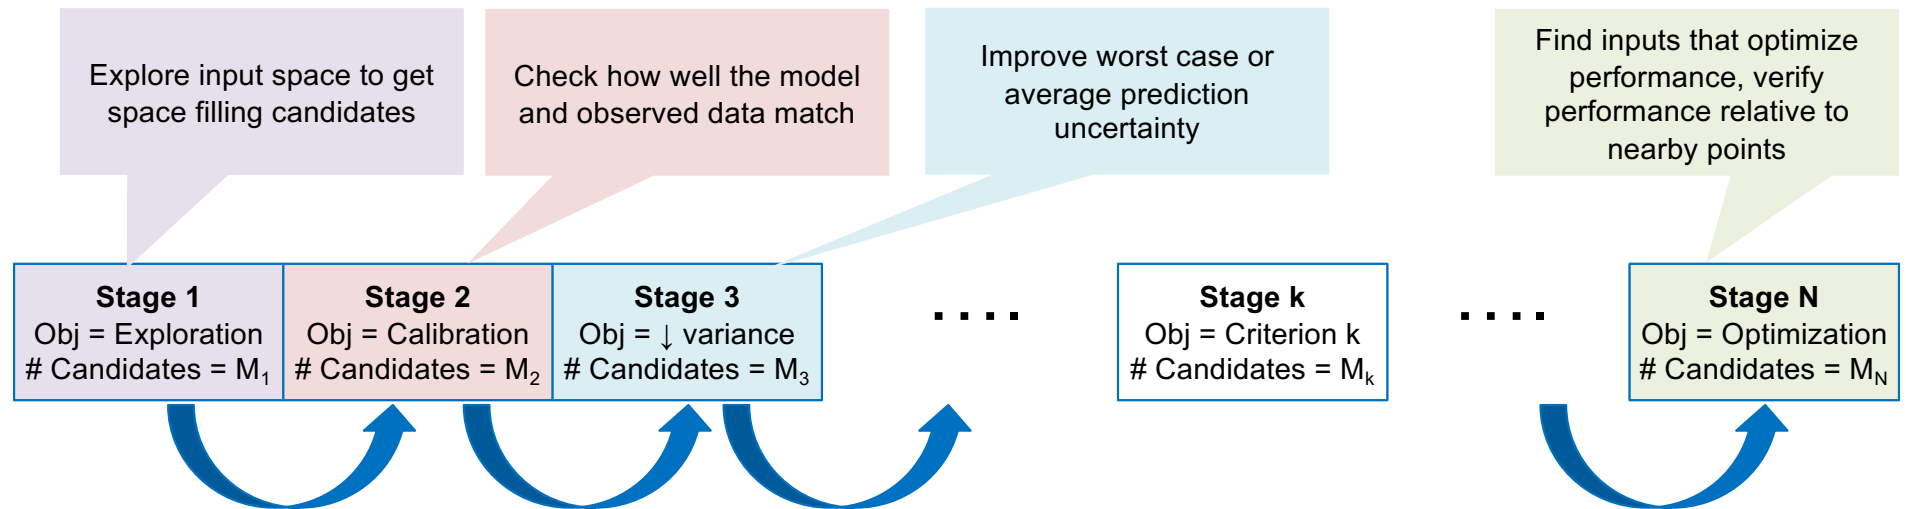 Explore input space to get
space filling candidates
Check how well the model
and observed data match
Improve worst case or
average prediction
uncertainty
Find inputs that optimize
performance, verify
performance relative to
nearby points
Stage 1
Obj = Exploration
# Candidates = M₁
Stage 2
Obj = Calibration
# Candidates = M₂
Stage 3
Obj = ↓ variance
# Candidates = M₃
....
Stage k
Obj = Criterion k
# Candidates = Mₖ
....
Stage N
Obj = Optimization
# Candidates = M_N